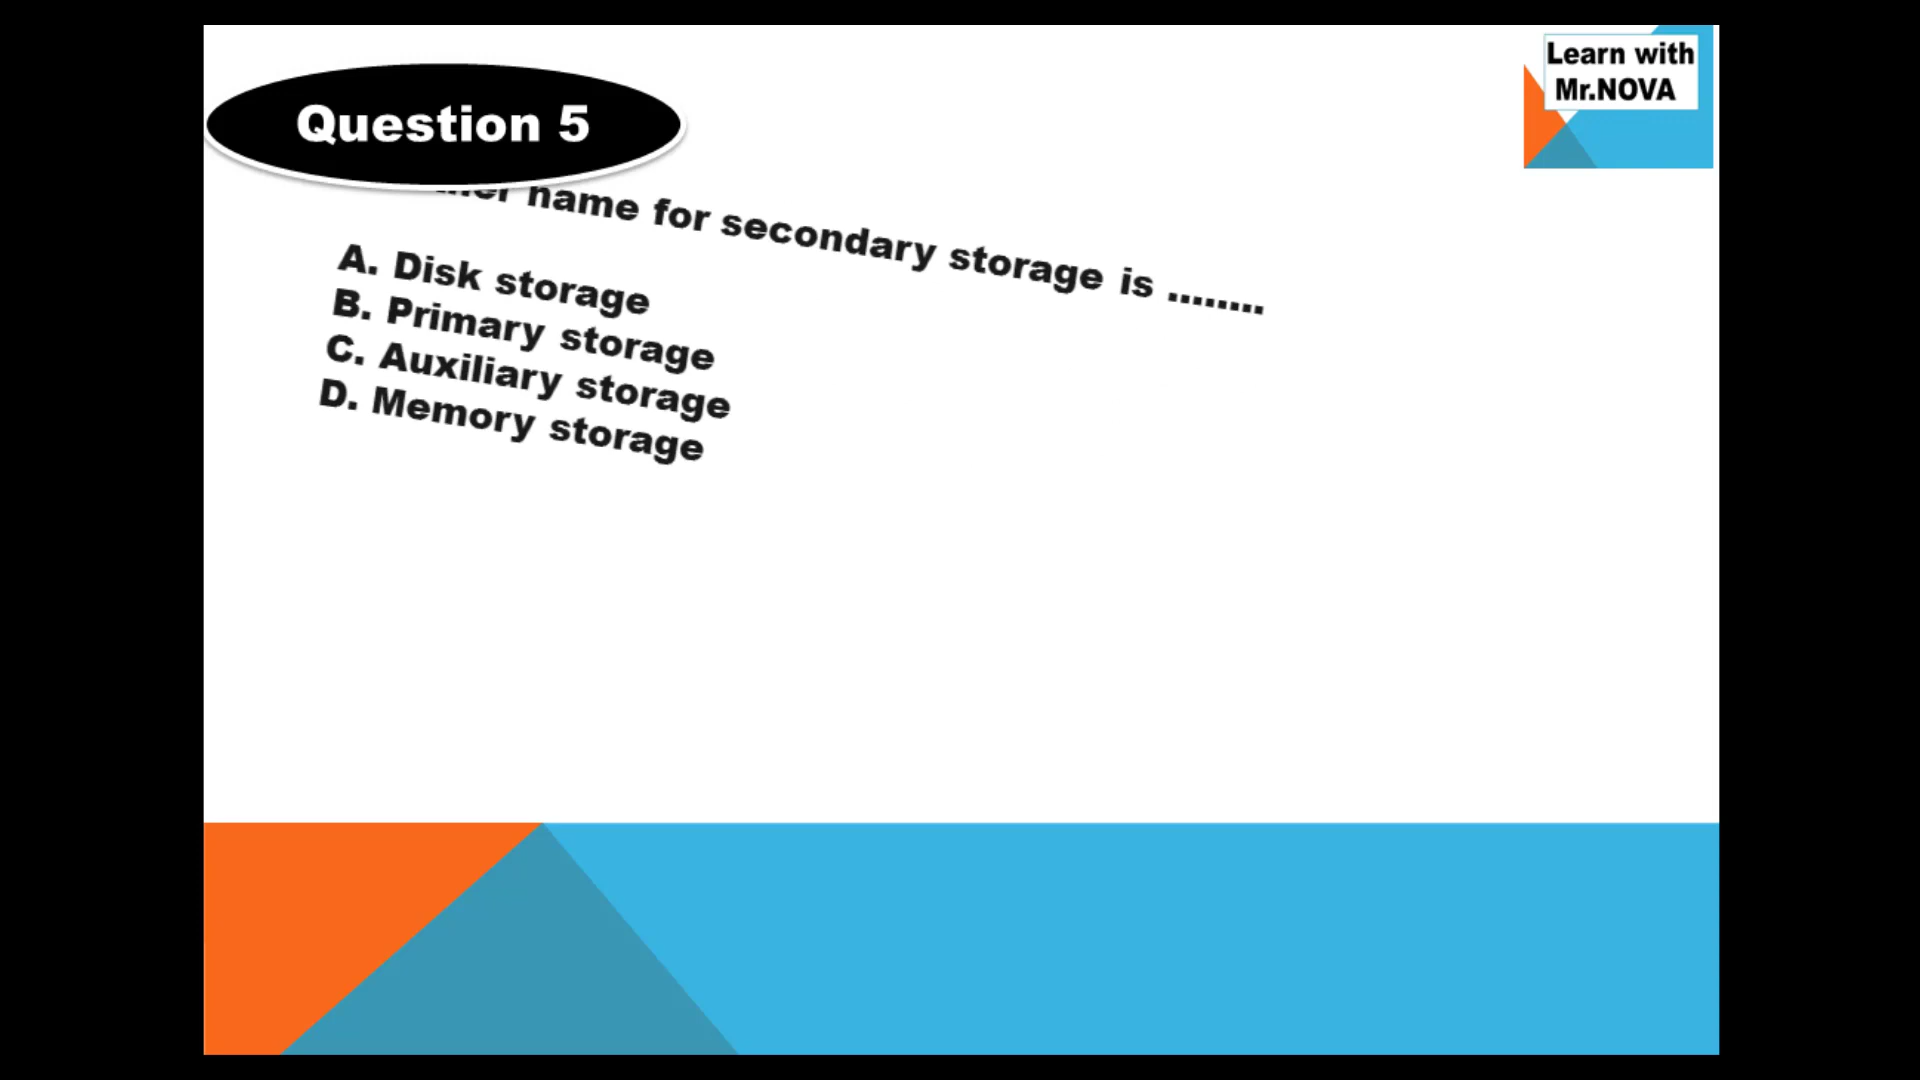 Learn with
Mr.NOVA
Question 5
name for secondary storage is ........
A. Disk storage
B. Primary storage
C. Auxiliary storage
D. Memory storage